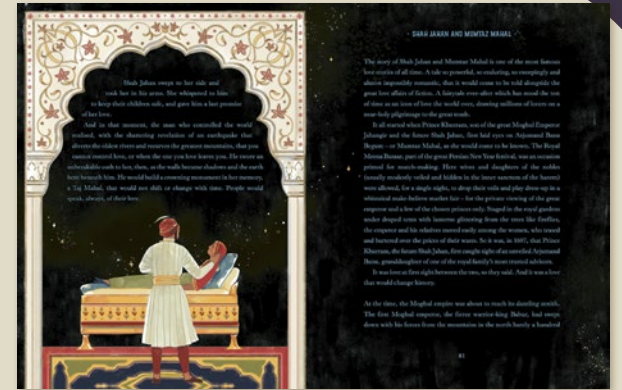 Shah Jahan swept to her side and
took her in his arms. She whispered to him
to keep their children safe, and gave him a last promise
of her love.
And in that moment, the man who controlled the world
realised, with the shattering revelation of an earthquake that
diverts the oldest rivers and unmoves the greatest mountains, that you
cannot control love, or when the one you love leaves you. He swore an
unbreakable oath to her, then, as the walls became shadows and the earth
bent beneath him. He would build a crowning monument in her memory,
a Taj Mahal, that would not shift or change with time. People would
speak, always, of their love.
SHAH JAHAN AND MUMTAZ MAHAL
The story of Shah Jahan and Mumtaz Mahal is one of the most famous
love stories of all time. A tale so powerful, so enduring, so sweepingly and
almost impossibly romantic, that it would come to be told alongside the
great love affairs of fiction. A fairytale ever-after which has stood the test
of time as an icon of love the world over, drawing millions of lovers on a
near-holy pilgrimage to the great tomb.
It all started when Prince Khurram, son of the great Moghal Emperor
Jahangir and the future Shah Jahan, first laid eyes on Arjumand Banu
Begum – or Mumtaz Mahal, as she would come to be known. The Royal
Meena Bazaar, part of the great Persian New Year festival, was an occasion
primed for match-making. Here wives and daughters of the nobles
(usually modestly veiled and hidden in the inner sanctum of the harem)
were allowed, for a single night, to drop their veils and play dress-up in a
whimsical make-believe market fair – for the private viewing of the great
emperor and a few of the chosen princes only. Staged in the royal gardens
under draped tents with lanterns glittering from the trees like fireflies,
the emperor and his relatives moved easily among the women, who teased
and bartered over the prices of their wares. So it was, in 1607, that Prince
Khurram, the future Shah Jahan, first caught sight of an unveiled Arjumand
Banu, granddaughter of one of the royal family's most trusted advisors.
It was love at first sight between the two, so they said. And it was a love
that would change history.
At the time, the Moghal empire was about to reach its dazzling zenith.
The first Moghal emperor, the fierce warrior-king Babur, had swept
down with his forces from the mountains in the north barely a hundred